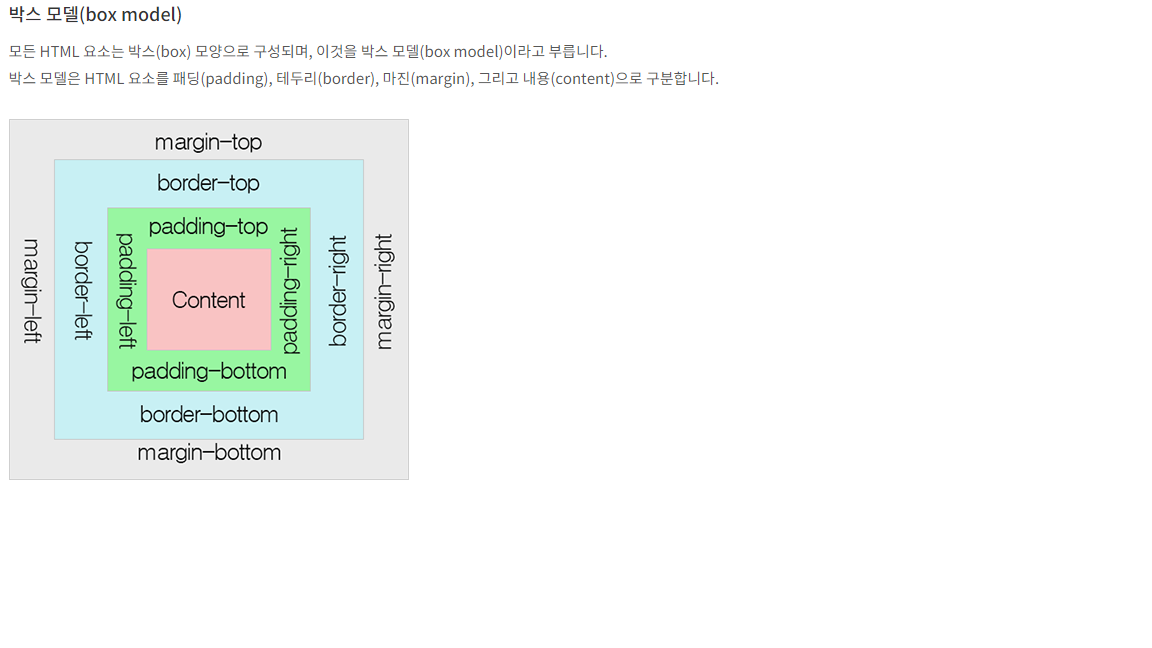 박스 모델(box model)
모든 HTML 요소는 박스(box) 모양으로 구성되며, 이것을 박스 모델(box model)이라고 부릅니다.
박스 모델은 HTML 요소를 패딩(padding), 테두리(border), 마진(margin), 그리고 내용(content)으로 구분합니다.
margin-top
border-top
padding-top
margin-left
border-left
padding-left
Content
padding-right
border-right
margin-right
padding-bottom
border-bottom
margin-bottom